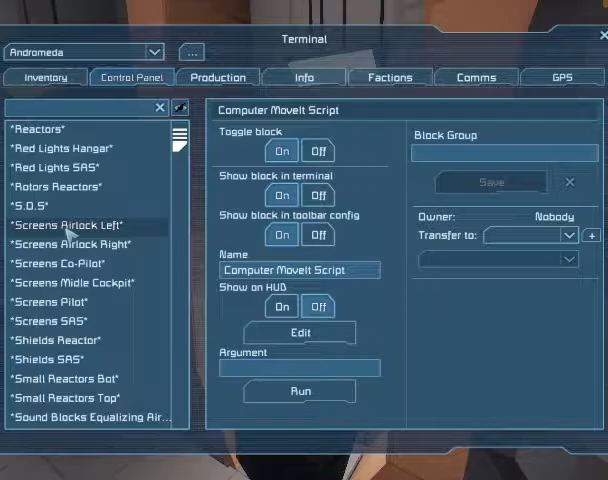 Terminal
Andromeda
...
Inventory
Control Panel
Production
Info
Factions
Comms
GPS
*Reactors*
*Red Lights Hangar*
*Red Lights SAS*
*Rotors Reactors*
*S.D.S*
*Screens Airlock Left*
*Screens Airlock Right*
*Screens Co-Pilot*
*Screens Midle Cockpit*
*Screens Pilot*
*Screens SAS*
*Shields Reactor*
*Shields SAS*
*Small Reactors Bot*
*Small Reactors Top*
*Sound Blocks Equalizing Air...
Computer MoveIt Script
Toggle block
On Off
Show block in terminal
On Off
Show block in toolbar config
On Off
Name
Computer MoveIt Script
Show on HUD
On Off
Edit
Argument
Run
Block Group
Save
Owner: Nobody
Transfer to:
+